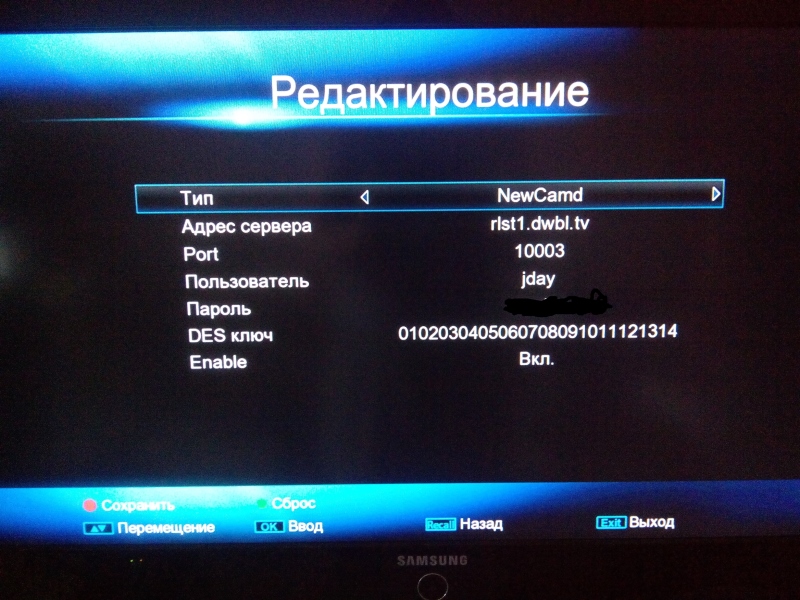 Редактирование
Тип NewCamd
Адрес сервера rlst1.dwbl.tv
Port 10003
Пользователь jday
Пароль
DES ключ 0102030405060708091011121314
Enable Вкл.
Сохранить Сброс
Перемещение OK Ввод Recall Назад Exit Выход
SAMSUNG